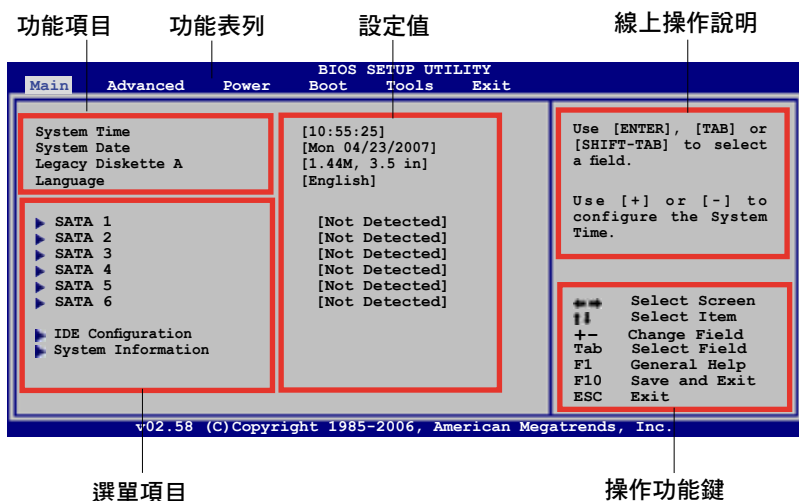 功能項目 功能表列 設定值 線上操作說明
BIOS SETUP UTILITY
Main Advanced Power Boot Tools Exit
System Time [10:55:25]
System Date [Mon 04/23/2007]
Legacy Diskette A [1.44M, 3.5 in]
Language [English]
SATA 1 [Not Detected]
SATA 2 [Not Detected]
SATA 3 [Not Detected]
SATA 4 [Not Detected]
SATA 5 [Not Detected]
SATA 6 [Not Detected]
IDE Configuration
System Information
Use [ENTER], [TAB] or
[SHIFT-TAB] to select
a field.
Use [+] or [-] to
configure the System
Time.
←→ Select Screen
↑↓ Select Item
+- Change Field
Tab Select Field
F1 General Help
F10 Save and Exit
ESC Exit
v02.58 (C)Copyright 1985-2006, American Megatrends, Inc.
選單項目 操作功能鍵